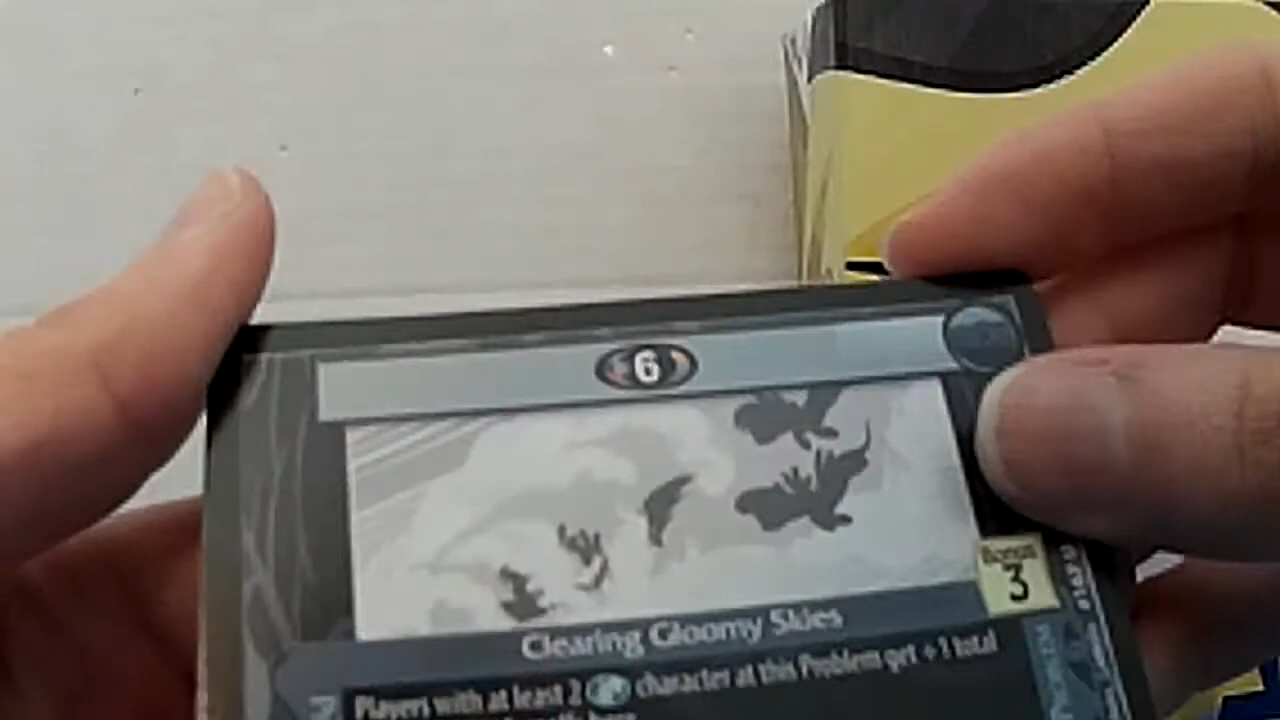 6
Bonus
3
Clearing Gloomy Skies
Players with at least 2 character at this Problem get +1 total